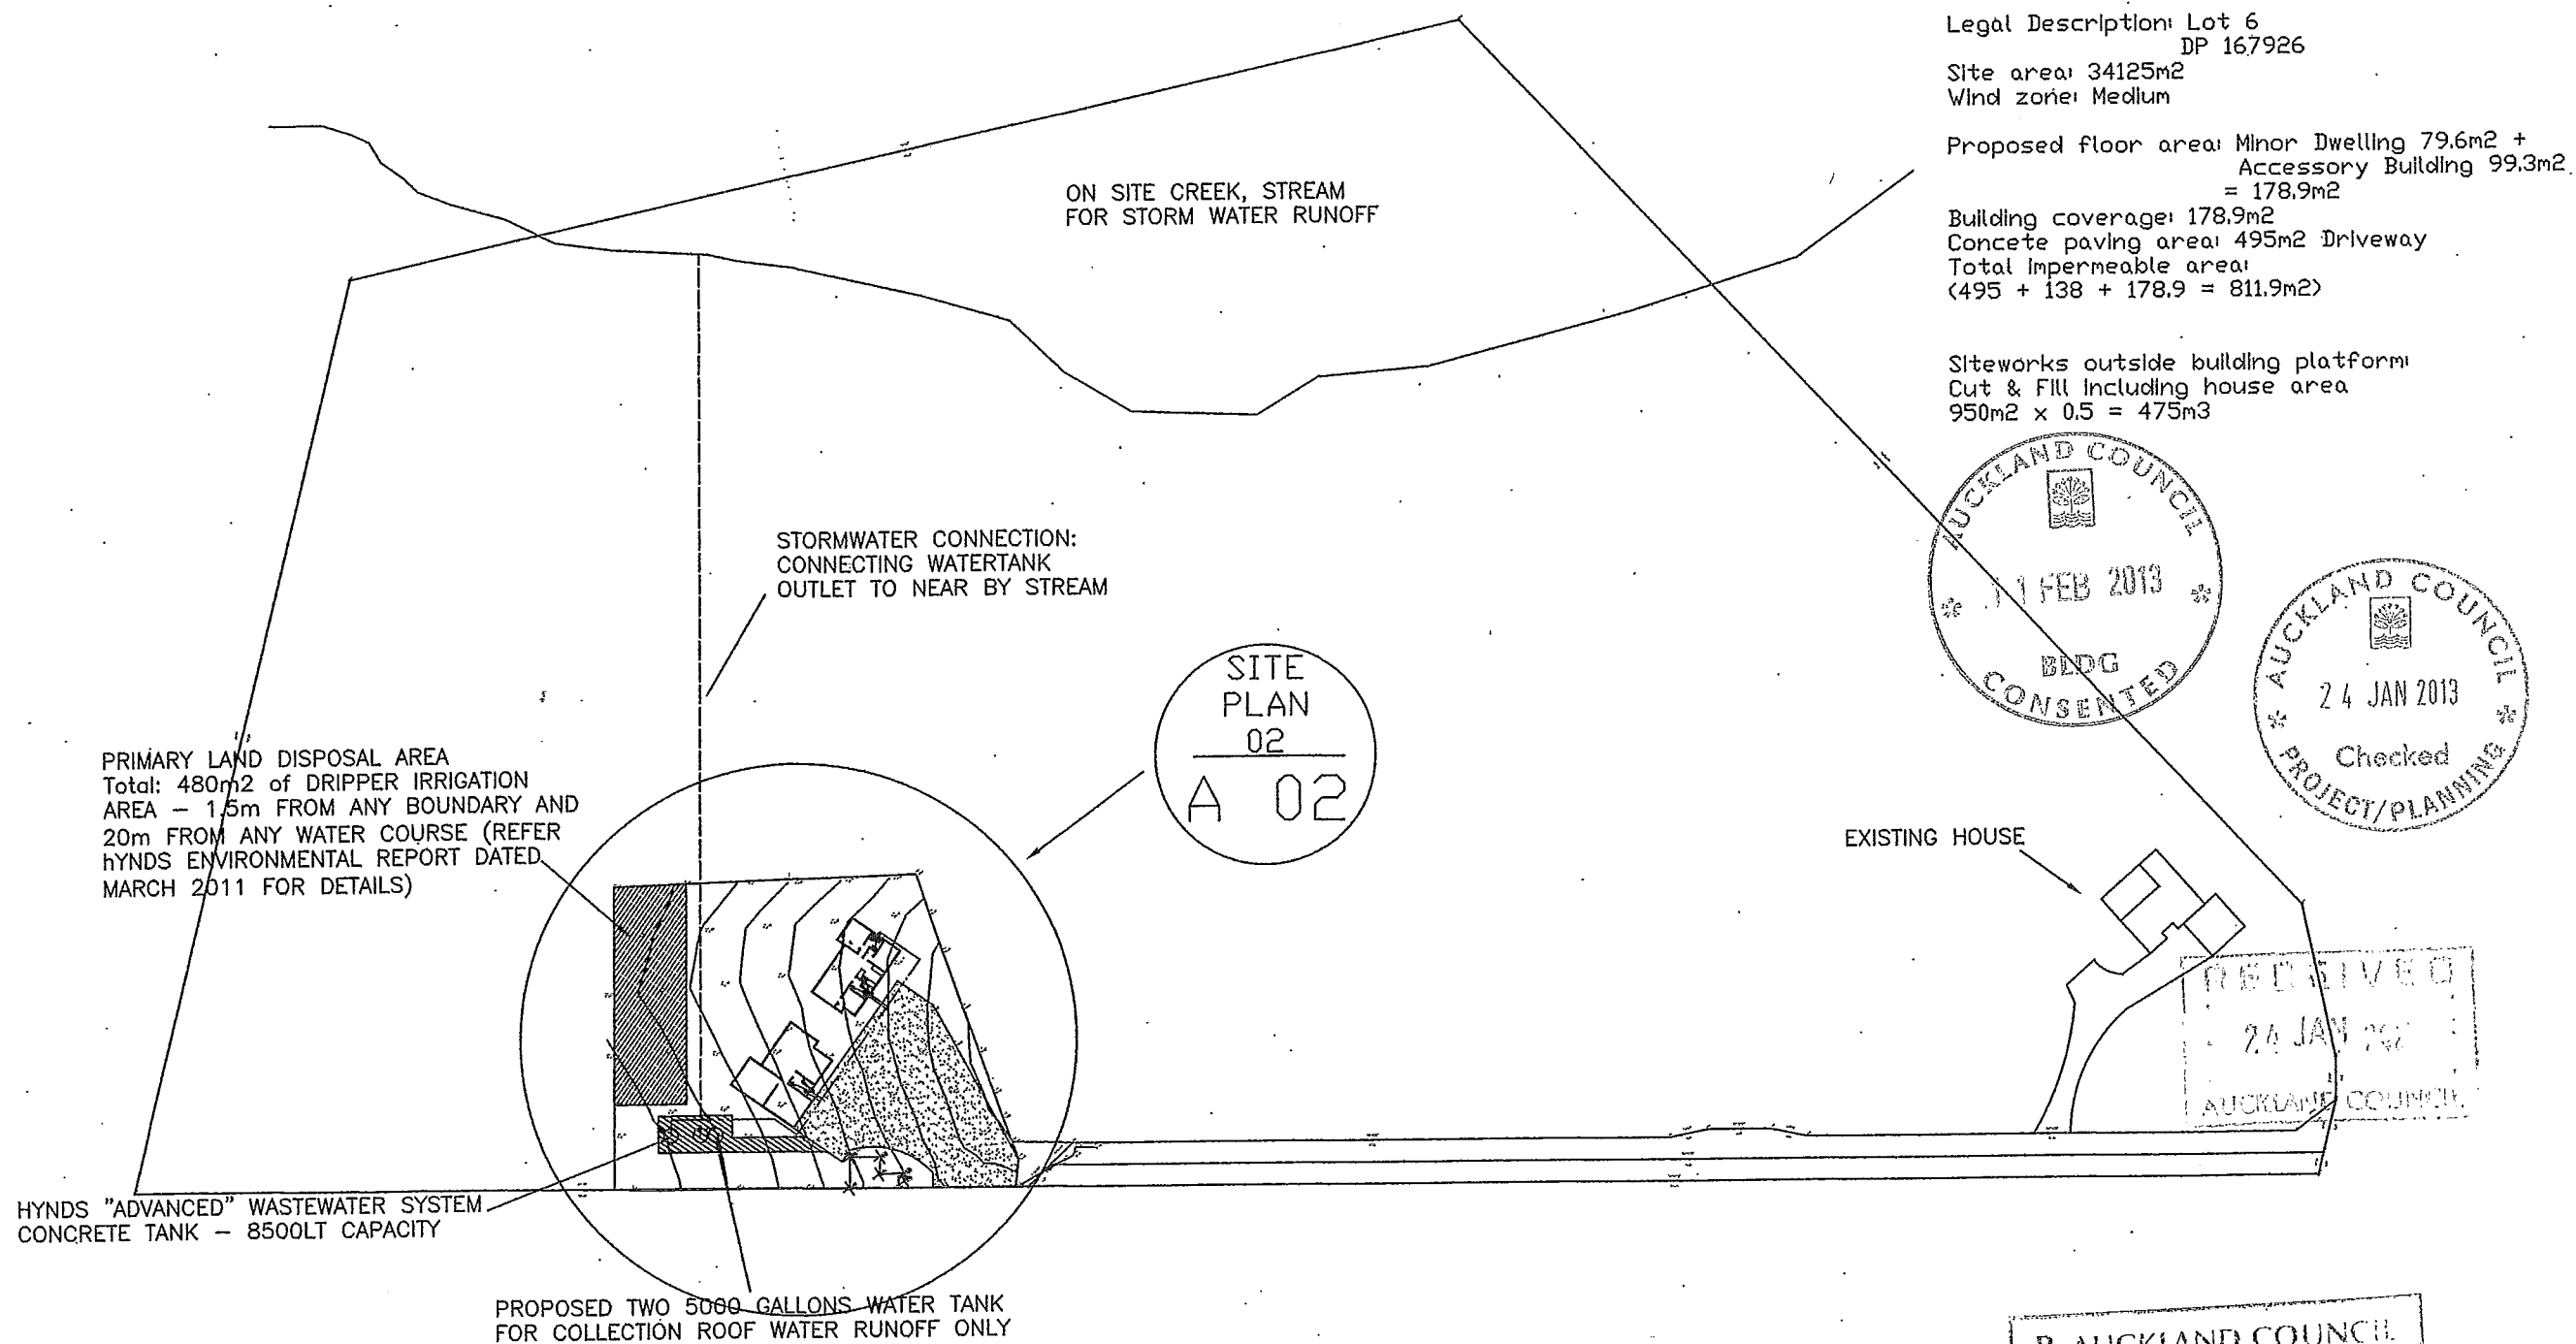 Legal Description: Lot 6
DP 167926
Site area: 34125m2
Wind zone: Medium
Proposed floor area: Minor Dwelling 79.6m2 +
Accessory Building 99.3m2
= 178.9m2
Building coverage: 178.9m2
Concete paving area: 495m2 Driveway
Total Impermeable area:
(495 + 138 + 178.9 = 811.9m2)
Siteworks outside building platform:
Cut & Fill including house area
950m2 x 0.5 = 475m3
ON SITE CREEK, STREAM
FOR STORM WATER RUNOFF
AUCKLAND COUNCIL
1 FEB 2013
BLDG
CONSENTED
AUCKLAND COUNCIL
24 JAN 2013
Checked
PROJECT/PLANNING
STORMWATER CONNECTION:
CONNECTING WATERTANK
OUTLET TO NEAR BY STREAM
SITE
PLAN
02
A 02
PRIMARY LAND DISPOSAL AREA
Total: 480m2 of DRIPPER IRRIGATION
AREA – 1.5m FROM ANY BOUNDARY AND
20m FROM ANY WATER COURSE (REFER
hYNDS ENVIRONMENTAL REPORT DATED
MARCH 2011 FOR DETAILS)
EXISTING HOUSE
RECEIVED
24 JAN
AUCKLAND COUNCIL
HYNDS "ADVANCED" WASTEWATER SYSTEM
CONCRETE TANK – 8500LT CAPACITY
PROPOSED TWO 5000 GALLONS WATER TANK
FOR COLLECTION ROOF WATER RUNOFF ONLY
AUCKLAND COUNCIL